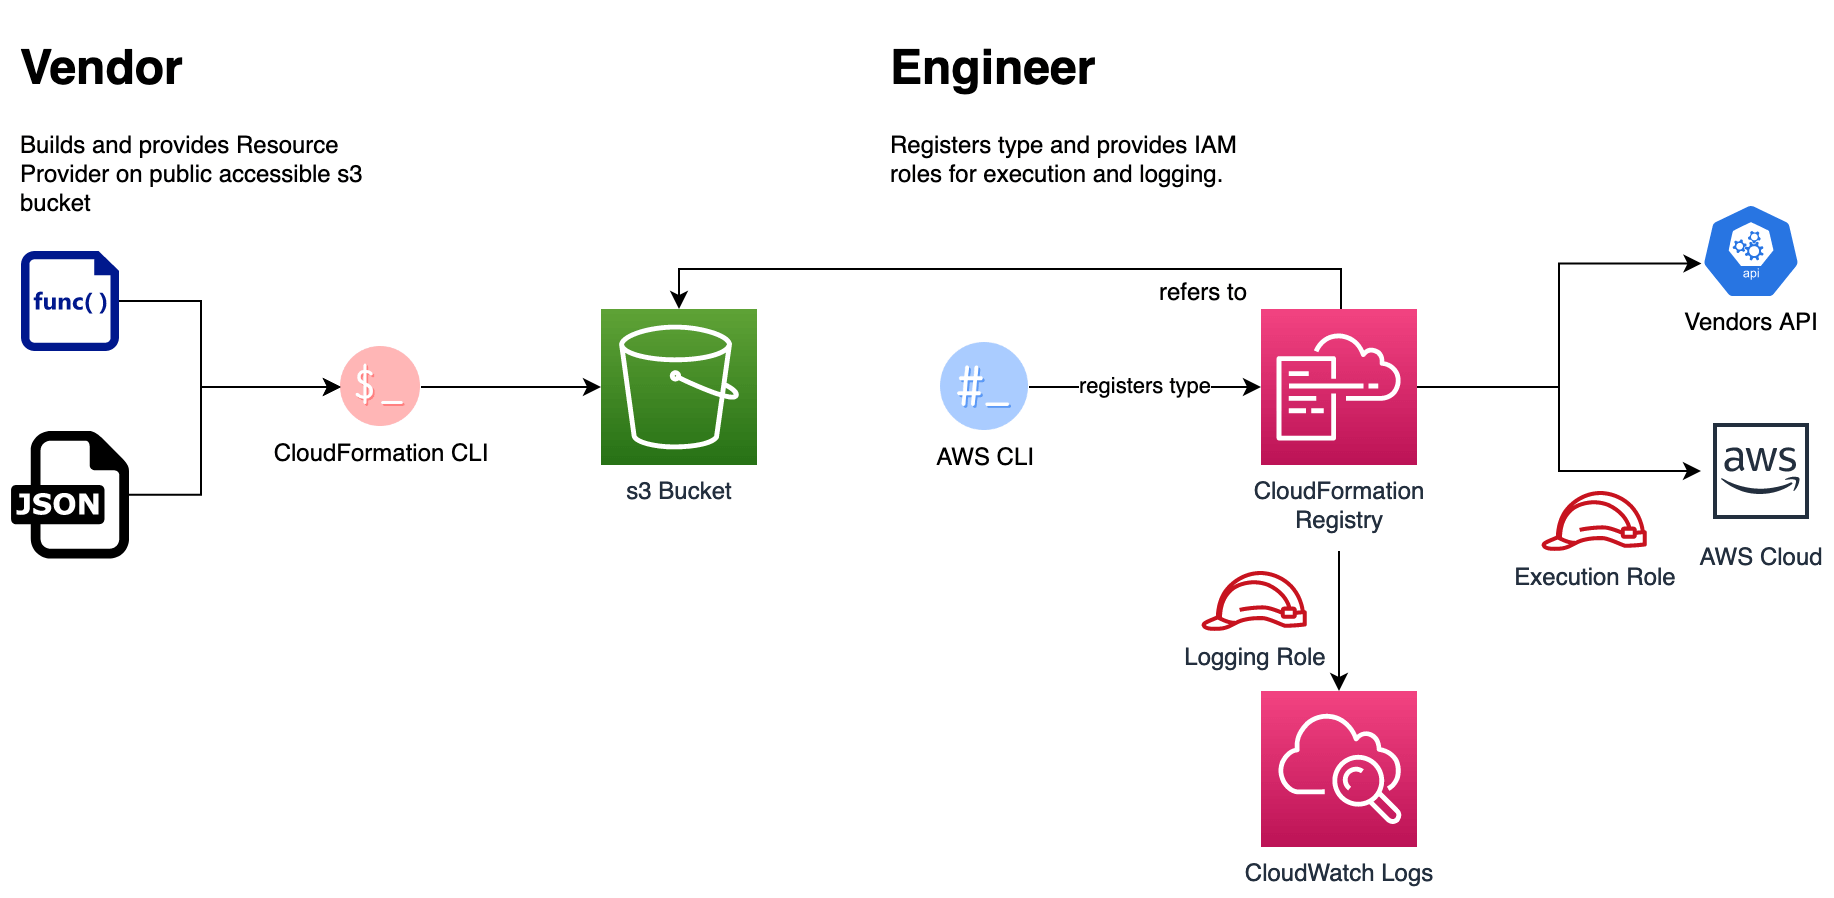 Vendor
Builds and provides Resource
Provider on public accessible s3
bucket
func()
JSON
$_
CloudFormation CLI
s3 Bucket
Engineer
Registers type and provides IAM
roles for execution and logging.
refers to
#_
AWS CLI
registers type
CloudFormation
Registry
api
Vendors API
aws
AWS Cloud
Execution Role
Logging Role
CloudWatch Logs